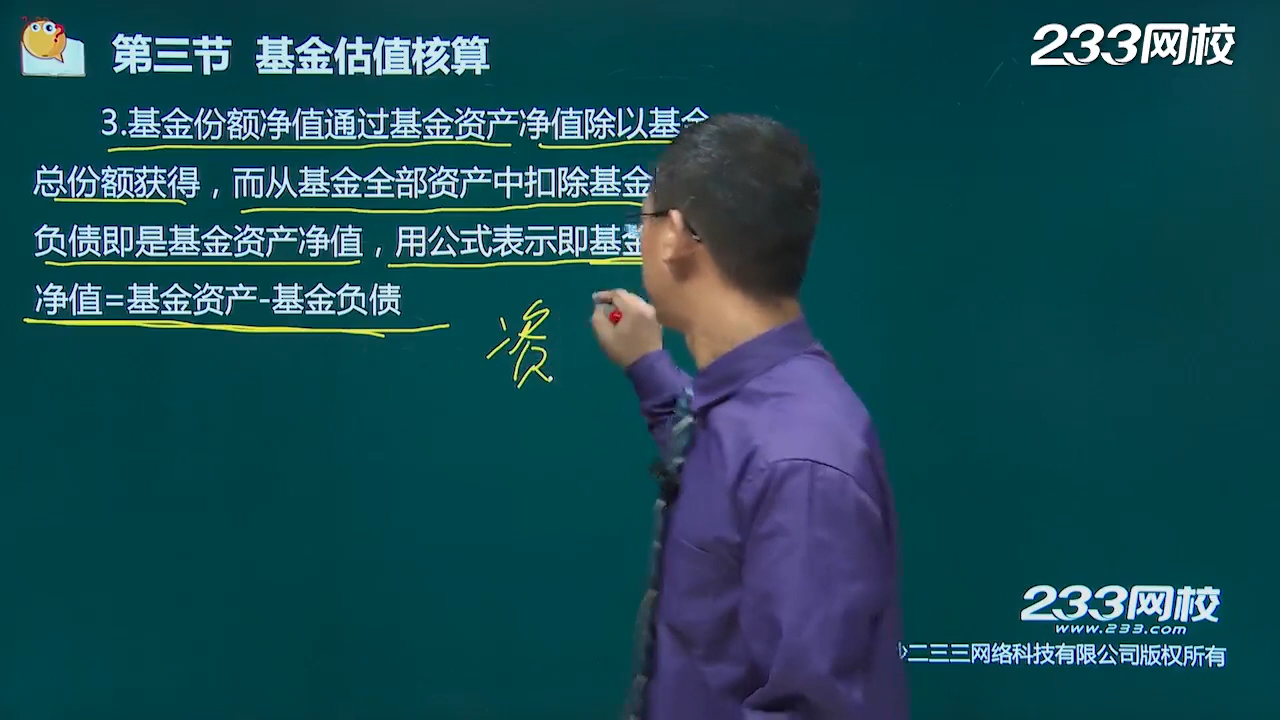 第三节 基金估值核算
233网校
3.基金份额净值通过基金资产净值除以基金
总份额获得，而从基金全部资产中扣除基金
负债即是基金资产净值，用公式表示即基金
净值=基金资产-基金负债
资
233网校
www.233.com
二三三网络科技有限公司版权所有